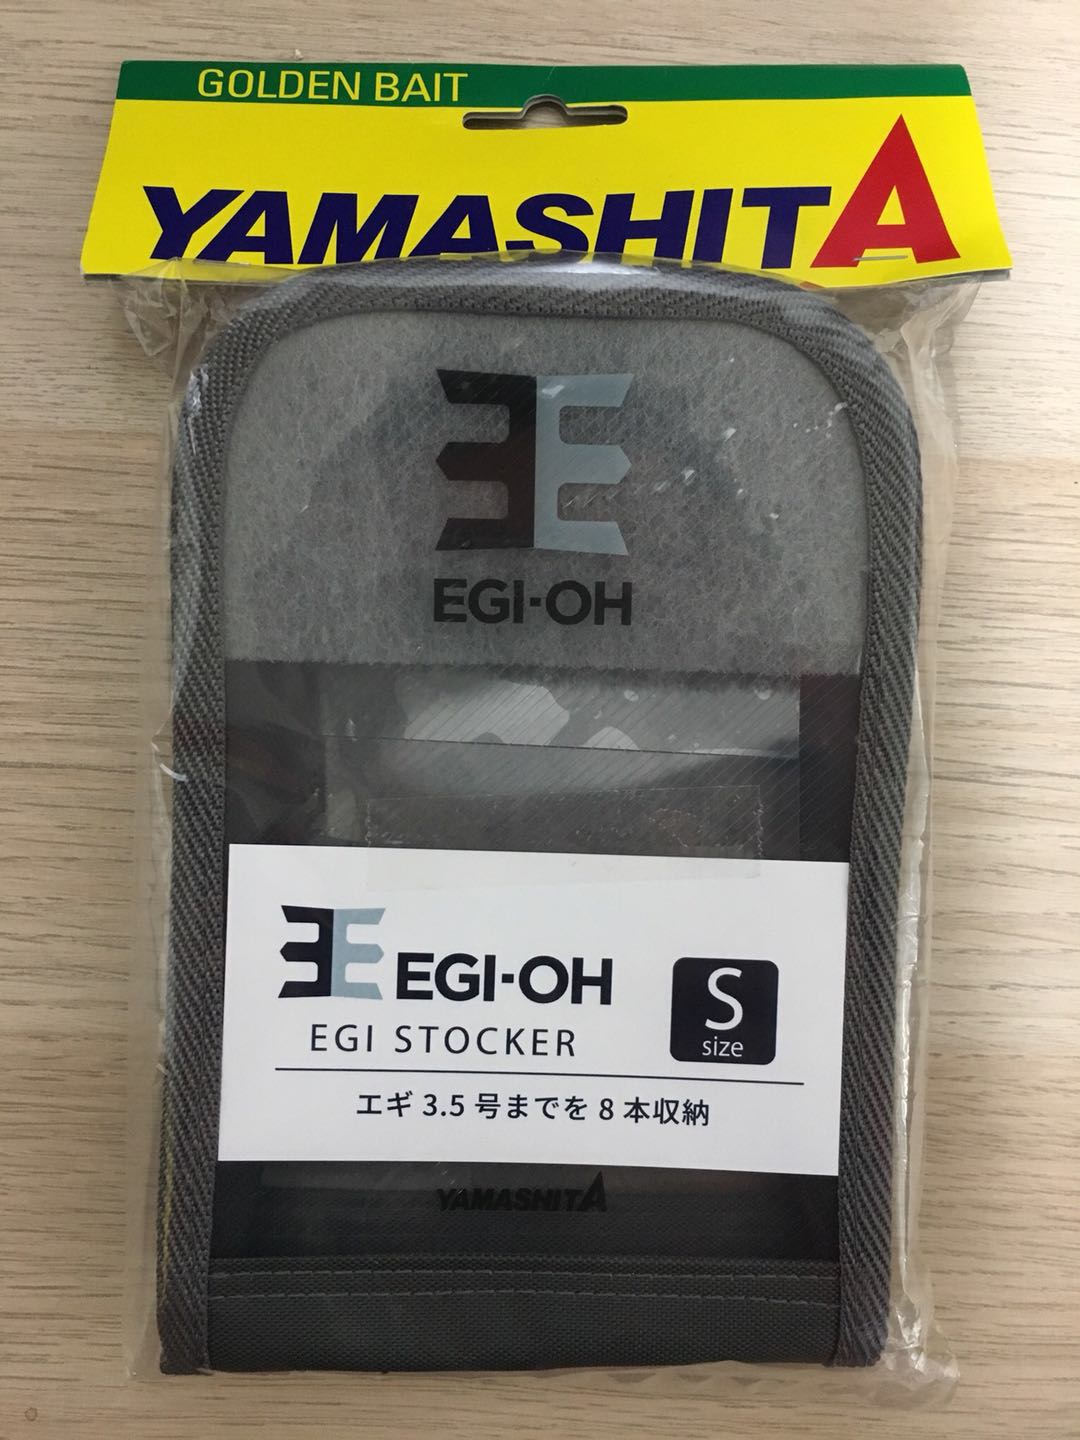 GOLDEN BAIT
YAMASHITA
EGI-OH
EGI-OH
EGI STOCKER
S
size
エギ 3.5 号までを 8 本収納
YAMASHITA